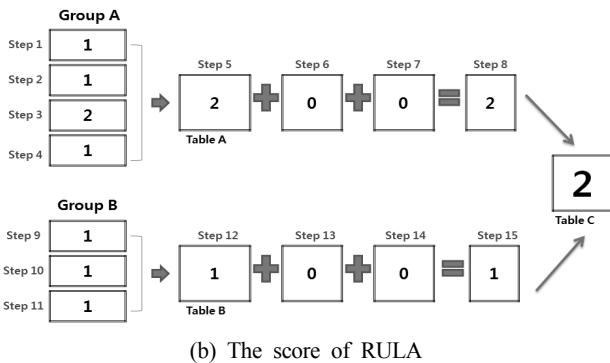 Group A
Step 1 1
Step 2 1
Step 3 2
Step 4 1
Step 5 Step 6 Step 7 Step 8
2 0 0 2
Table A
2
Table C
Group B
Step 9 1
Step 10 1
Step 11 1
Step 12 Step 13 Step 14 Step 15
1 0 0 1
Table B
(b) The score of RULA